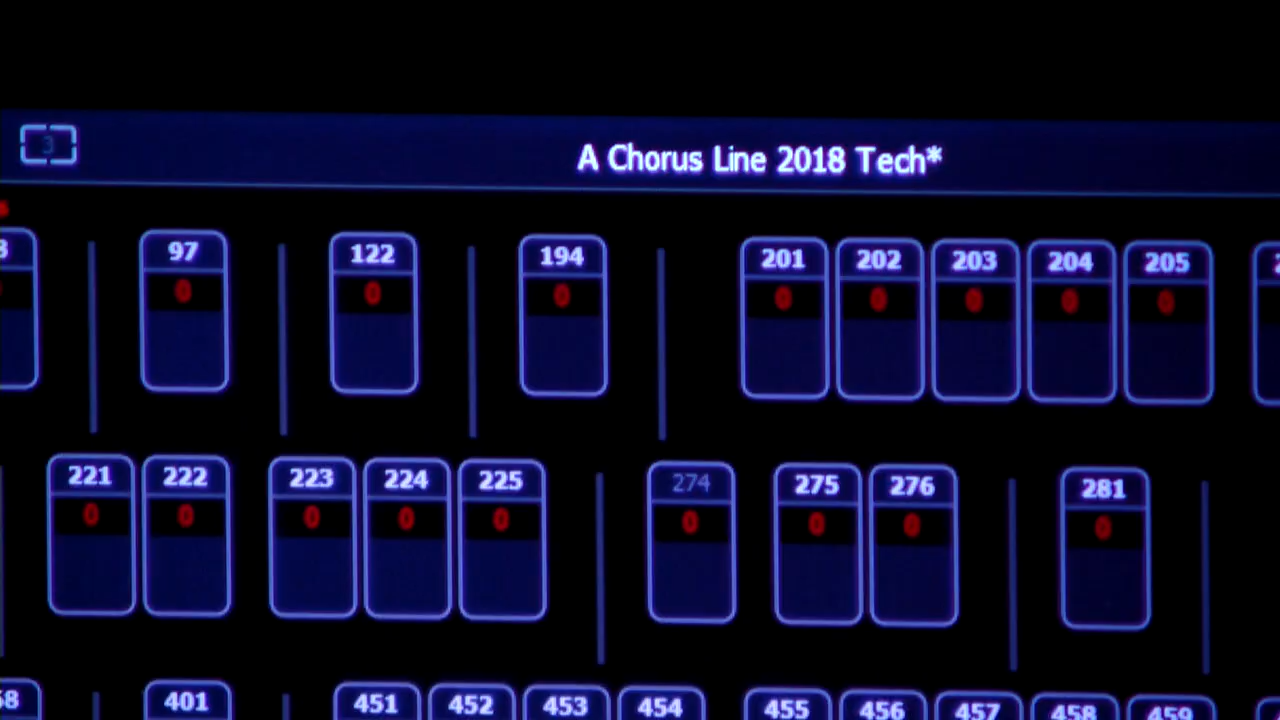 3
A Chorus Line 2018 Tech*
97 122 194 201 202 203 204 205
0 0 0 0 0 0 0 0
221 222 223 224 225 274 275 276 281
0 0 0 0 0 0 0 0 0
401 451 452 453 454 455 456 457 458 459